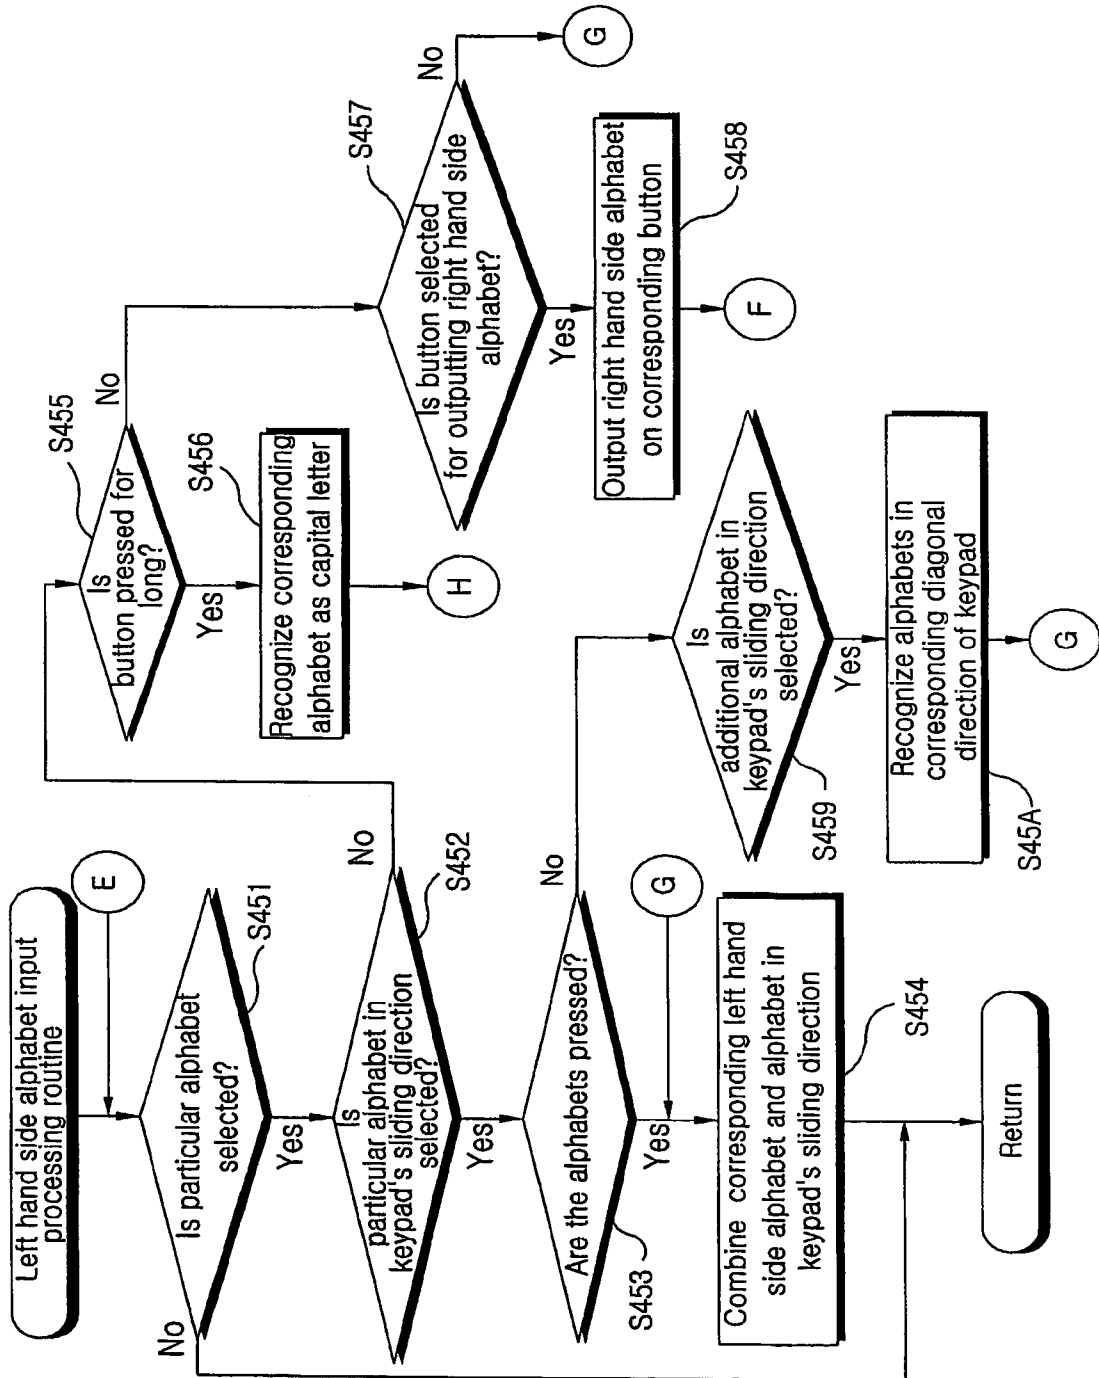 Left hand side alphabet input
processing routine
E
Is particular alphabet
selected?
S451
No
Yes
Is
particular alphabet in
keypad's sliding direction
selected?
S452
No
Yes
Are the alphabets pressed?
S453
No
Yes
G
Combine corresponding left hand
side alphabet and alphabet in
keypad's sliding direction
S454
Return
Is
button pressed for
long?
S455
No
Yes
Recognize corresponding
alphabet as capital letter
S456
H
Is button selected
for outputting right hand side
alphabet?
S457
No
G
Yes
Output right hand side alphabet
on corresponding button
S458
F
Is
additional alphabet in
keypad's sliding direction
selected?
S459
Yes
Recognize alphabets in
corresponding diagonal
direction of keypad
S45A
G